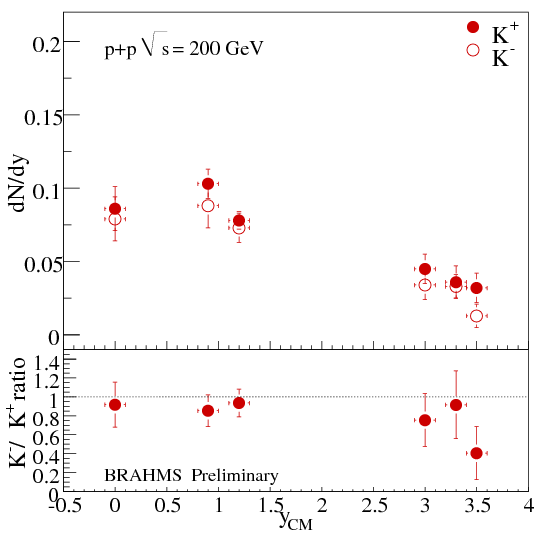 K⁺
p+p √s = 200 GeV
K⁻
0.2
0.15
0.1
0.05
0
dN/dy
1.4
1.2
1
0.8
0.6
0.4
0.2
0
K⁻/ K⁺ ratio
BRAHMS Preliminary
-0.5 0 0.5 1 1.5 2 2.5 3 3.5 4
y_CM